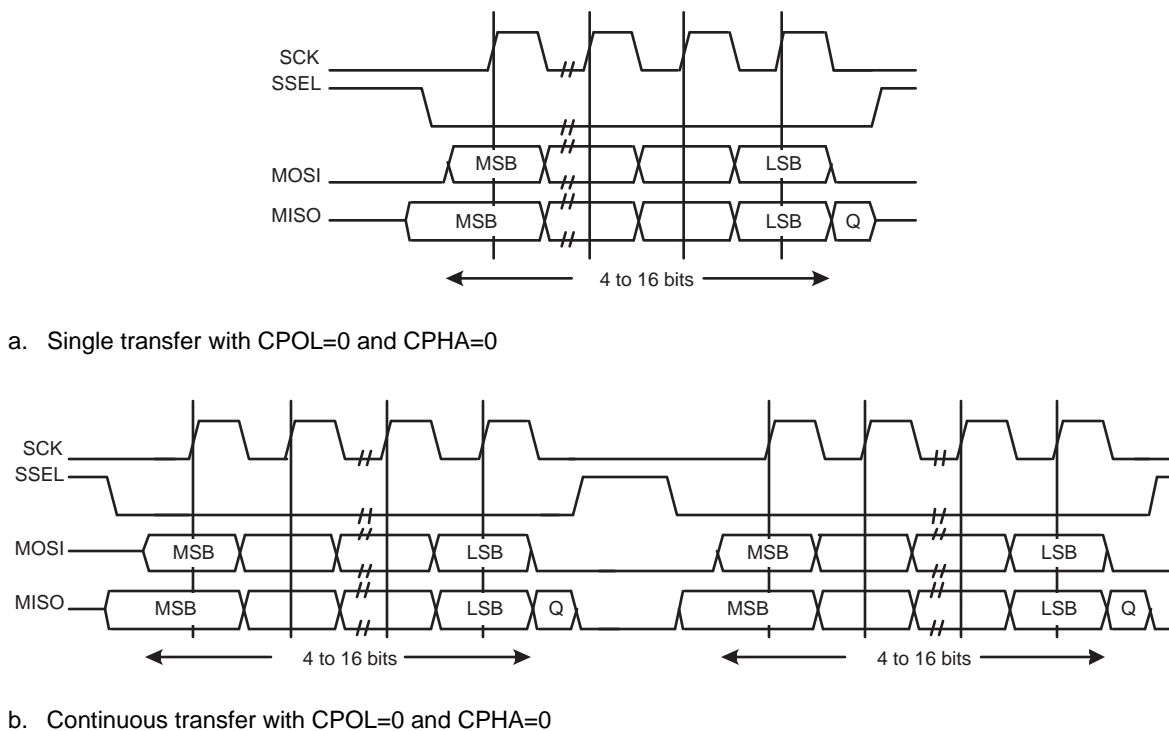 SCK
SSEL
MOSI MSB LSB
MISO MSB LSB Q
4 to 16 bits
a. Single transfer with CPOL=0 and CPHA=0
SCK
SSEL
MOSI MSB LSB MSB LSB
MISO MSB LSB Q MSB LSB Q
4 to 16 bits 4 to 16 bits
b. Continuous transfer with CPOL=0 and CPHA=0